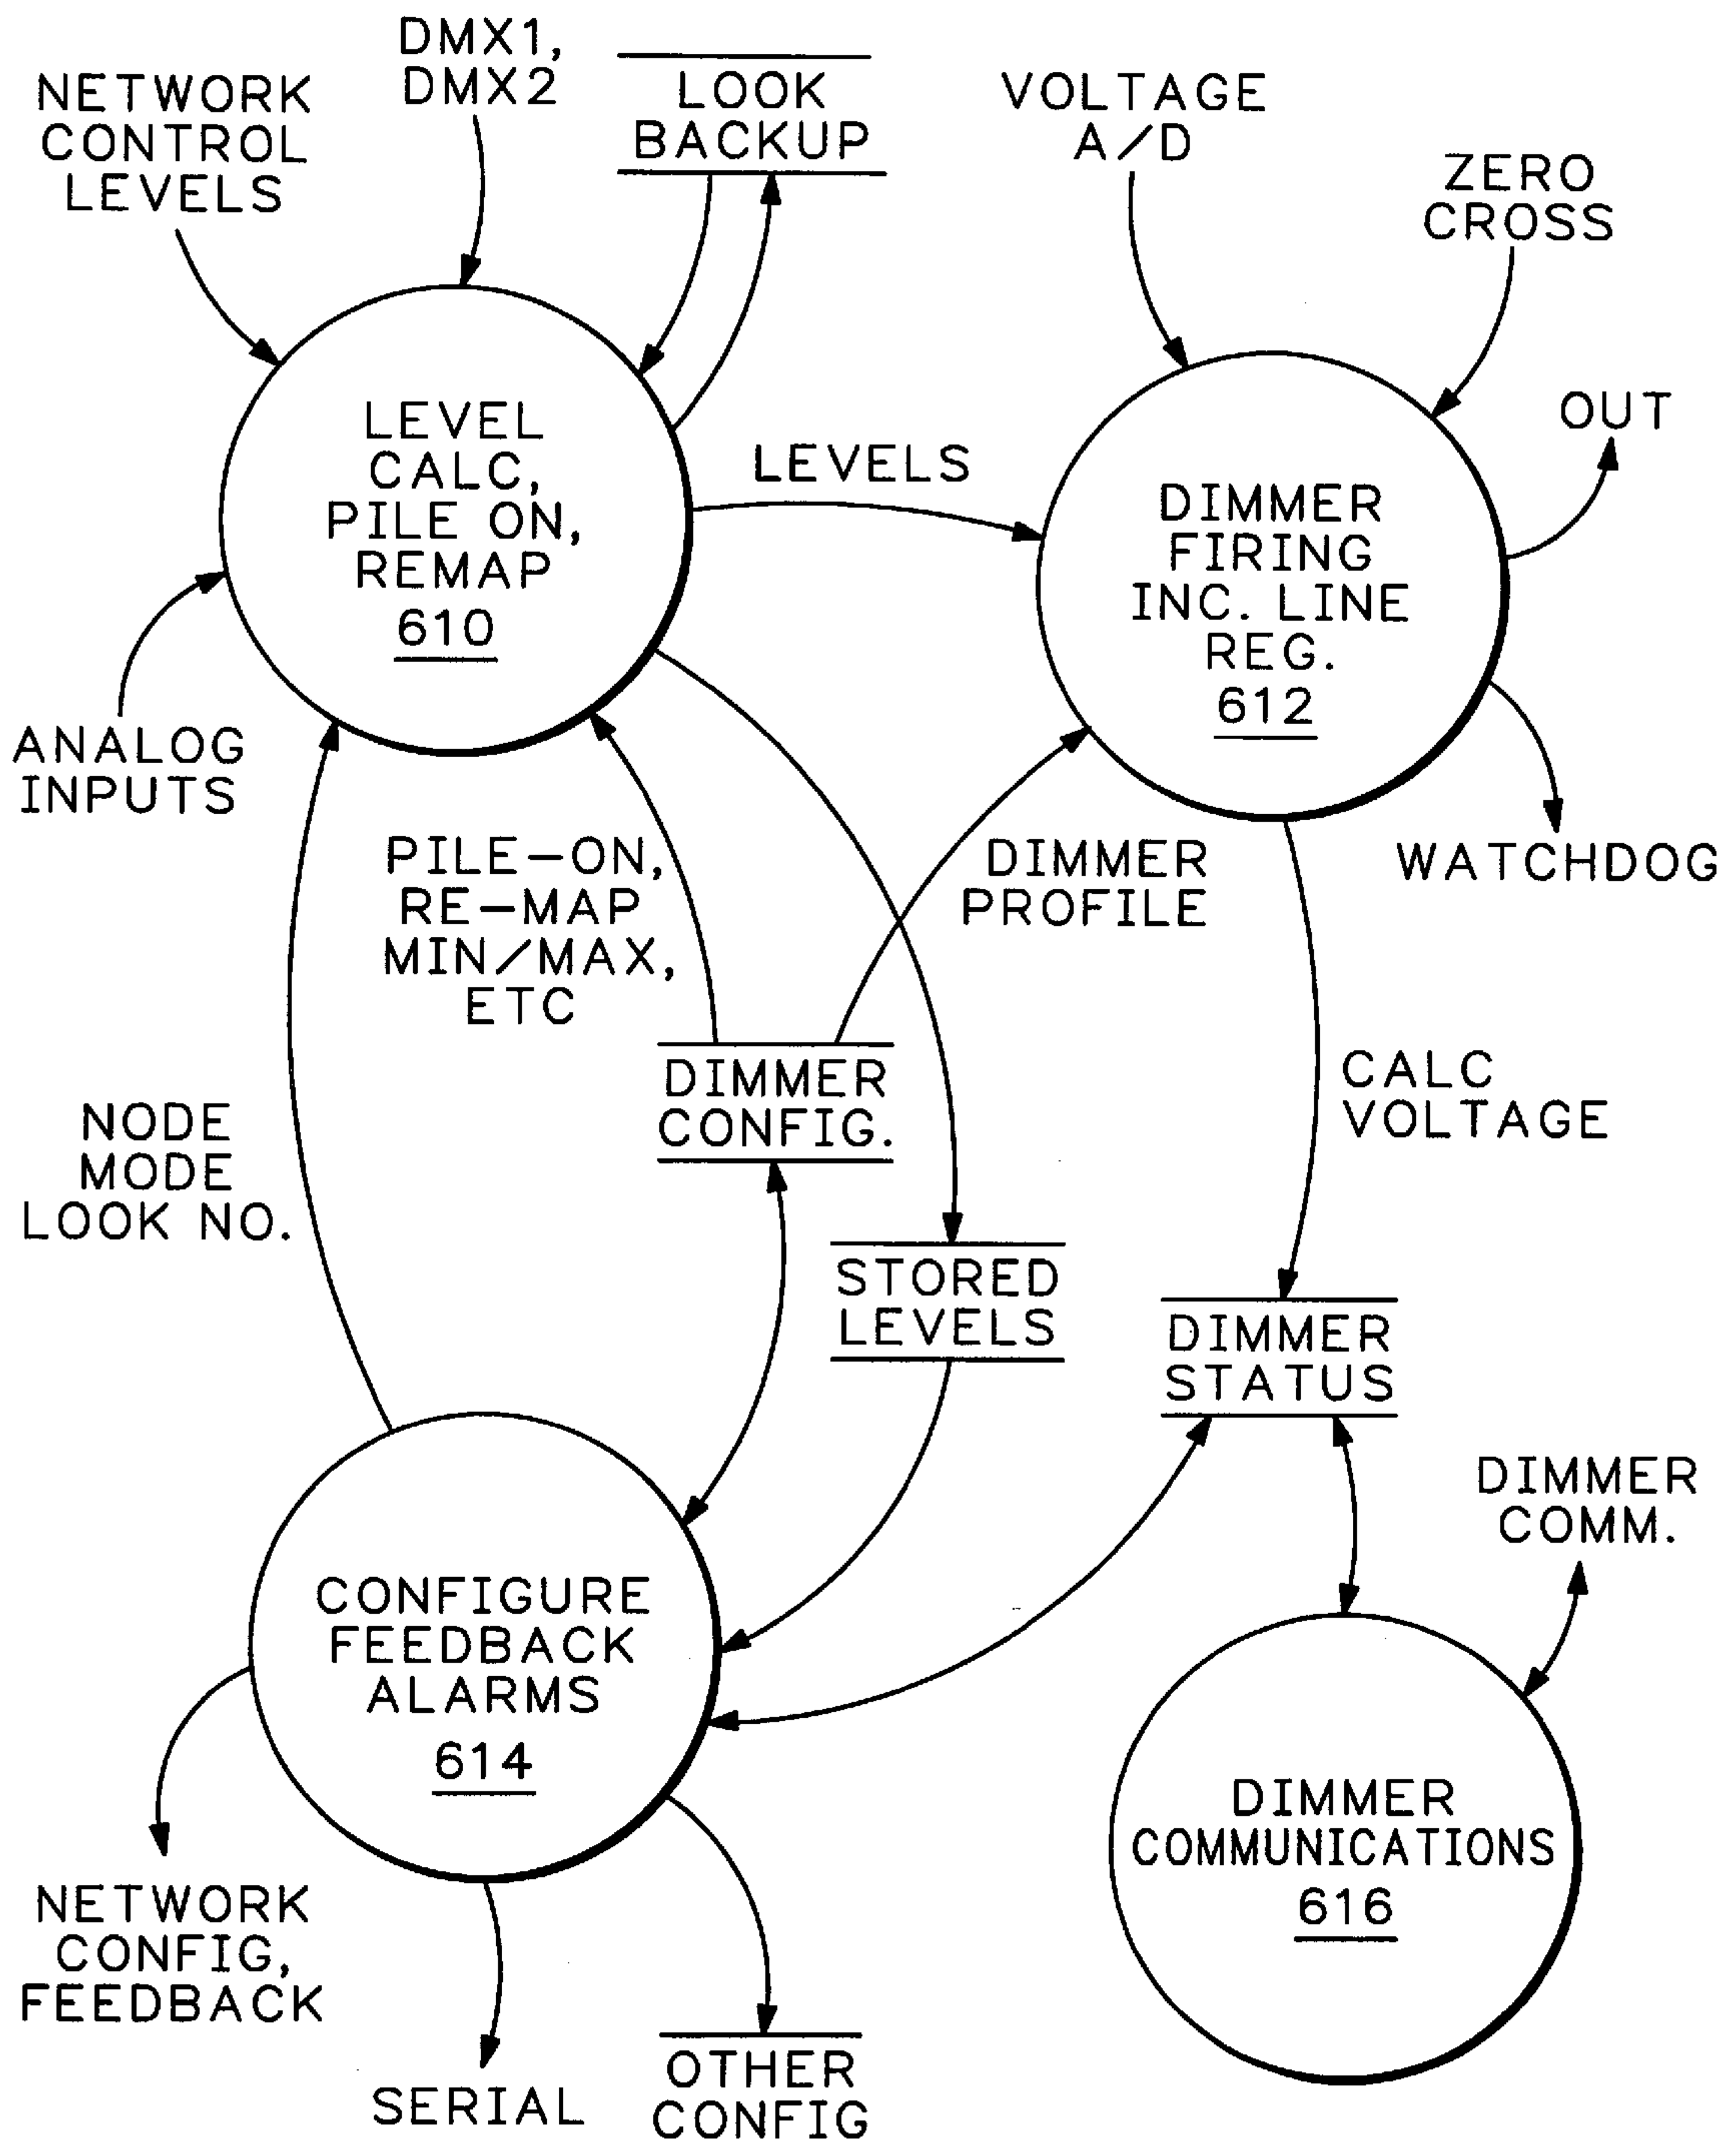 DMX1,
DMX2
NETWORK
CONTROL
LEVELS
LOOK
BACKUP
VOLTAGE
A/D
ZERO
CROSS
OUT
LEVEL
CALC,
PILE ON,
REMAP
610
LEVELS
DIMMER
FIRING
INC. LINE
REG.
612
ANALOG
INPUTS
WATCHDOG
PILE-ON,
RE-MAP
MIN/MAX,
ETC
DIMMER
PROFILE
DIMMER
CONFIG.
CALC
VOLTAGE
NODE
MODE
LOOK NO.
STORED
LEVELS
DIMMER
STATUS
DIMMER
COMM.
CONFIGURE
FEEDBACK
ALARMS
614
DIMMER
COMMUNICATIONS
616
NETWORK
CONFIG,
FEEDBACK
SERIAL
OTHER
CONFIG